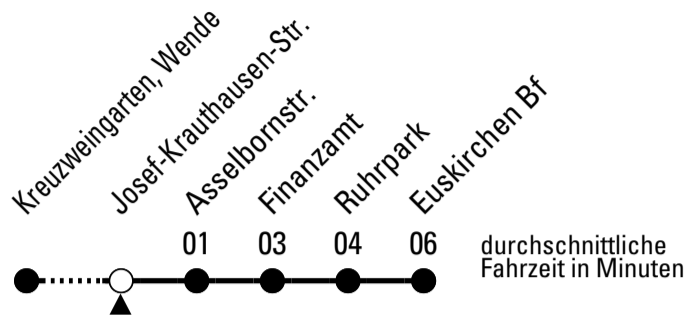 Kreuzweingarten, Wende
Josef-Krauthausen-Str.
Asselbornstr.
Finanzamt
Ruhrpark
Euskirchen Bf
01 03 04 06
durchschnittliche
Fahrzeit in Minuten